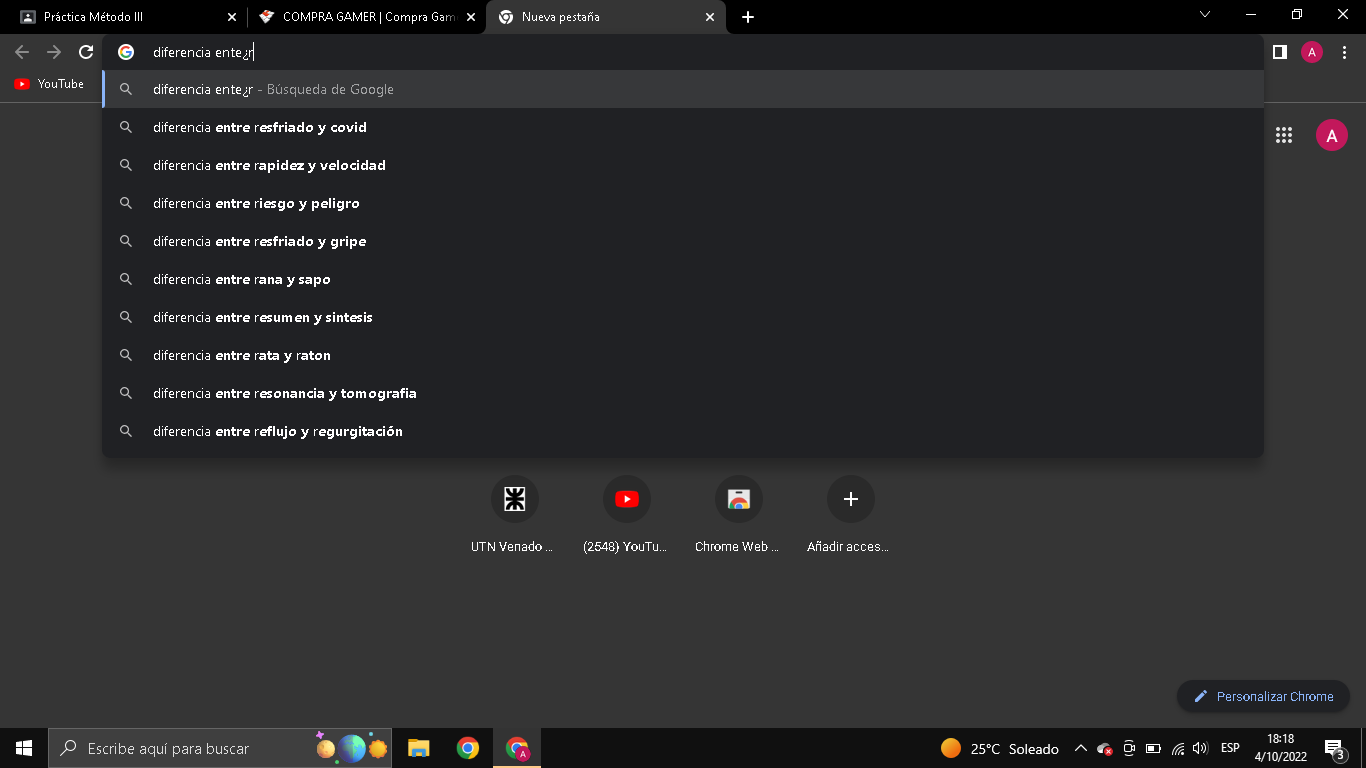 Práctica Método III
COMPRA GAMER | Compra Gam
Nueva pestaña
diferencia ente¿r
A
YouTube
diferencia ente¿r - Búsqueda de Google
diferencia entre resfriado y covid
diferencia entre rapidez y velocidad
A
diferencia entre riesgo y peligro
diferencia entre resfriado y gripe
diferencia entre rana y sapo
diferencia entre resumen y sintesis
diferencia entre rata y raton
diferencia entre resonancia y tomografia
diferencia entre reflujo y regurgitación
UTN Venado ...
(2548) YouTu...
Chrome Web ...
Añadir acces...
Personalizar Chrome
Escribe aquí para buscar
A
25°C Soleado
ESP
18:18
4/10/2022
3